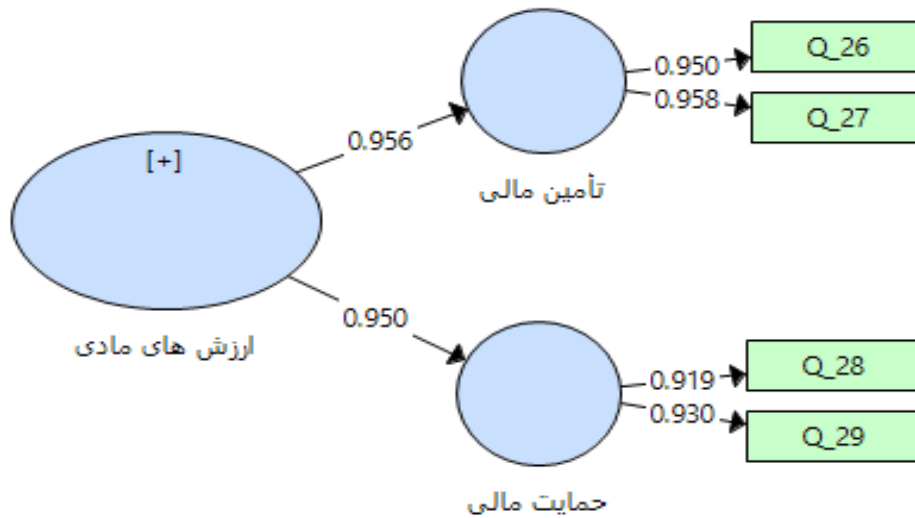 Q_26
0.950
0.958
Q_27
0.956
[+]
تأمین مالی
0.950
ارزش های مادی
Q_28
0.919
0.930
Q_29
حمایت مالی